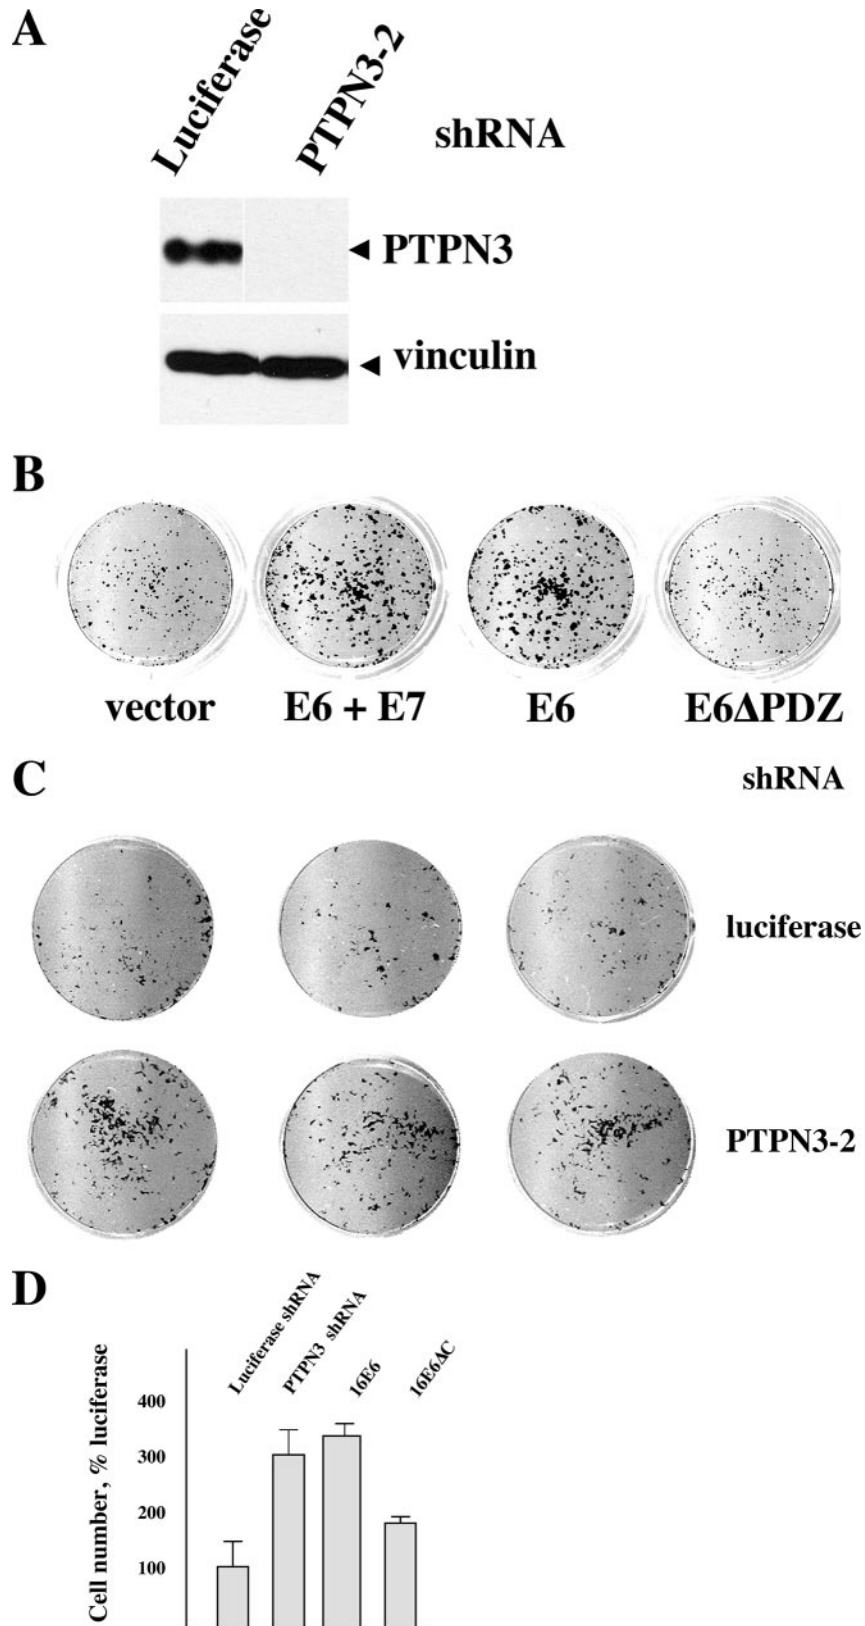 A
Luciferase
PTPN3-2
shRNA
PTPN3
vinculin
B
vector
E6 + E7
E6
E6ΔPDZ
C
shRNA
luciferase
PTPN3-2
D
Luciferase shRNA
PTPN3 shRNA
16E6
16E6ΔC
Cell number, % luciferase
400
300
200
100